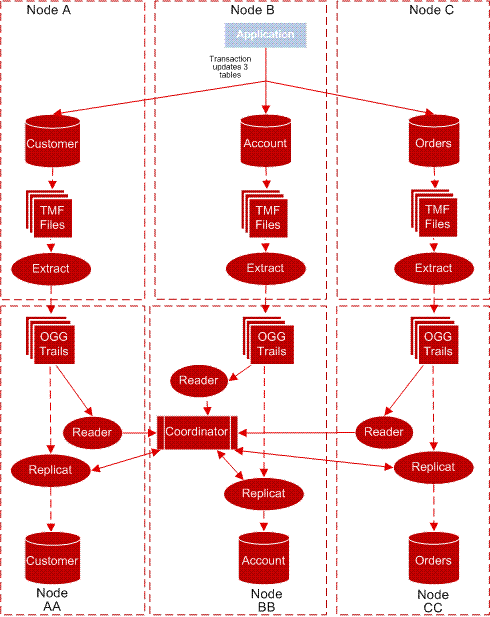 Node A
Node B
Node C
Application
Transaction
updates 3
tables
Customer
Account
Orders
TMF
Files
TMF
Files
TMF
Files
Extract
Extract
Extract
OGG
Trails
OGG
Trails
OGG
Trails
Reader
Reader
Coordinator
Reader
Replicat
Replicat
Replicat
Customer
Account
Orders
Node
AA
Node
BB
Node
CC